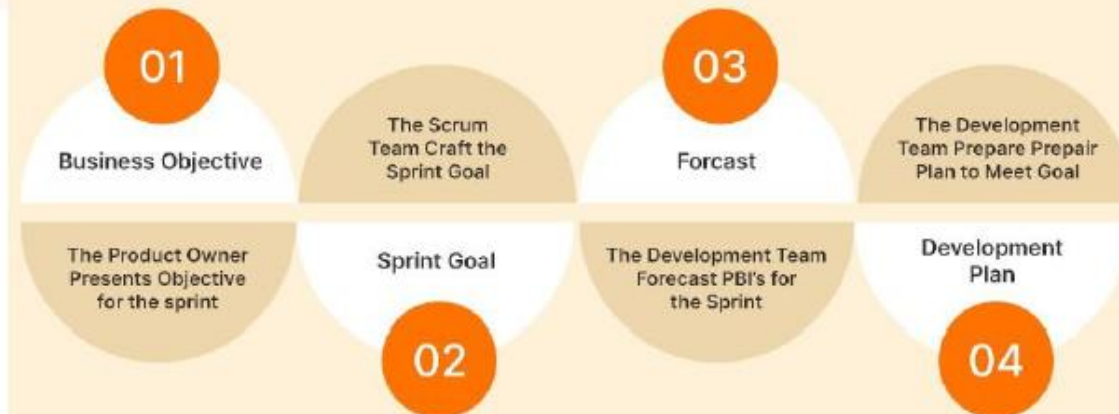 01
Business Objective
The Product Owner
Presents Objective
for the sprint
The Scrum
Team Craft the
Sprint Goal
Sprint Goal
02
03
Forcast
The Development Team
Forecast PBI's for
the Sprint
The Development
Team Prepare Prepair
Plan to Meet Goal
Development
Plan
04